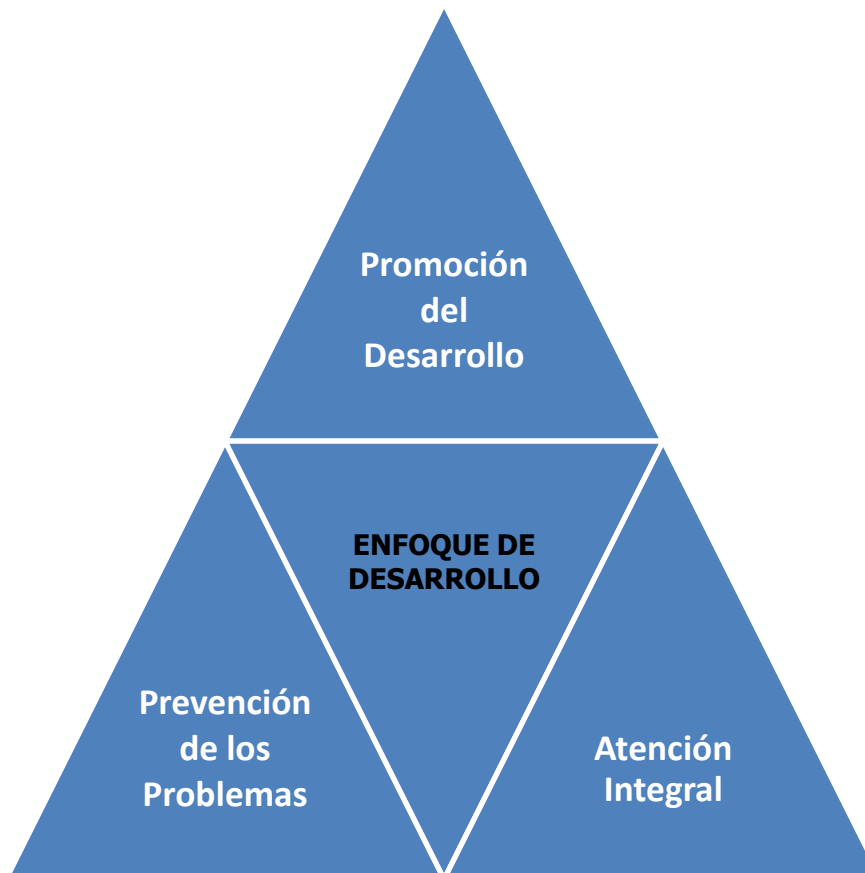 Promoción
del
Desarrollo
ENFOQUE DE
DESARROLLO
Prevención
de los
Problemas
Atención
Integral